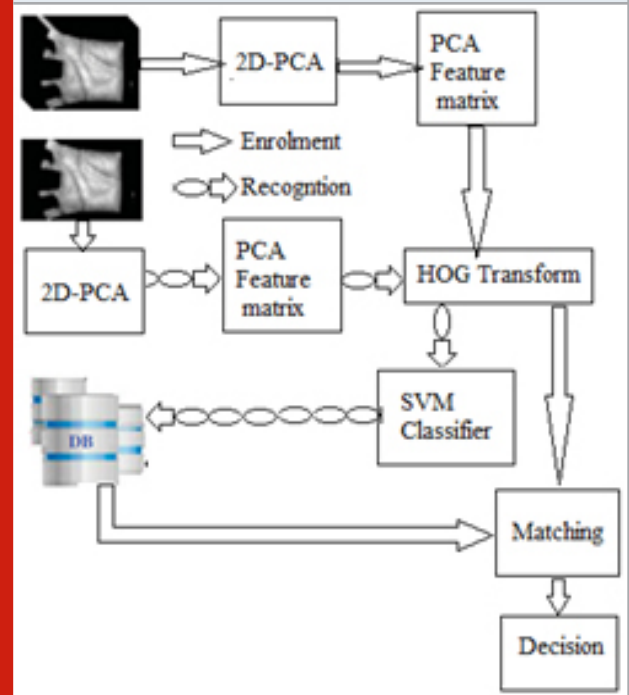 2D-PCA
PCA
Feature
matrix
Enrolment
Recogntion
2D-PCA
PCA
Feature
matrix
HOG Transform
SVM
Classifier
DB
Matching
Decision